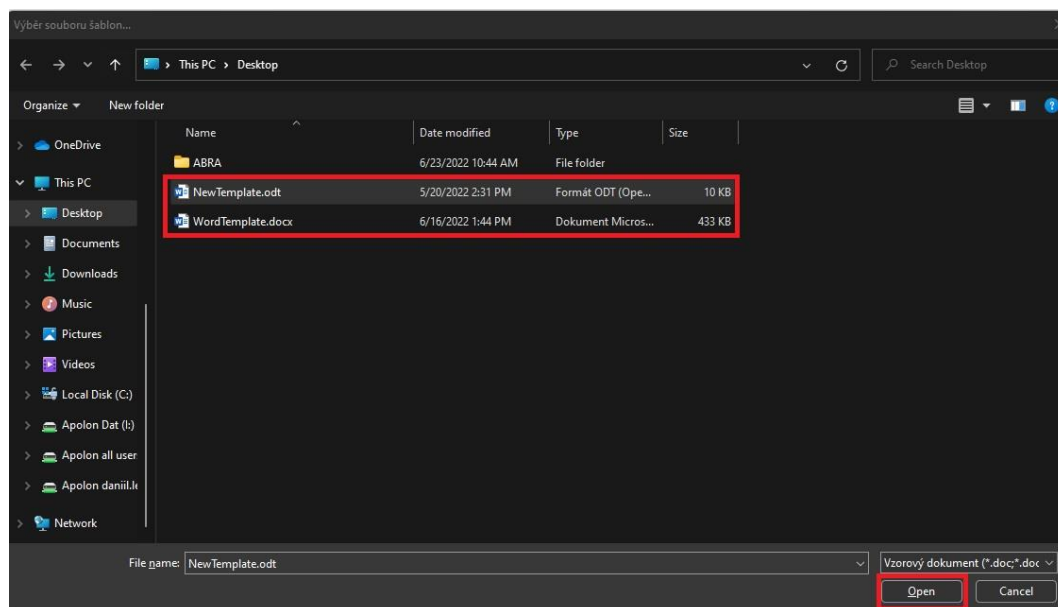 Výběr souboru šablon...
This PC > Desktop
Search Desktop
Organize New folder
Name Date modified Type Size
OneDrive
This PC
Desktop
Documents
Downloads
Music
Pictures
Videos
Local Disk (C:)
Apolon Dat (I:)
Apolon all user
Apolon daniil.le
Network
ABRA 6/23/2022 10:44 AM File folder
NewTemplate.odt 5/20/2022 2:31 PM Formát ODT (Ope... 10 KB
WordTemplate.docx 6/16/2022 1:44 PM Dokument Micros... 433 KB
File name: NewTemplate.odt Vzorový dokument (*.doc;*.doc
Open Cancel